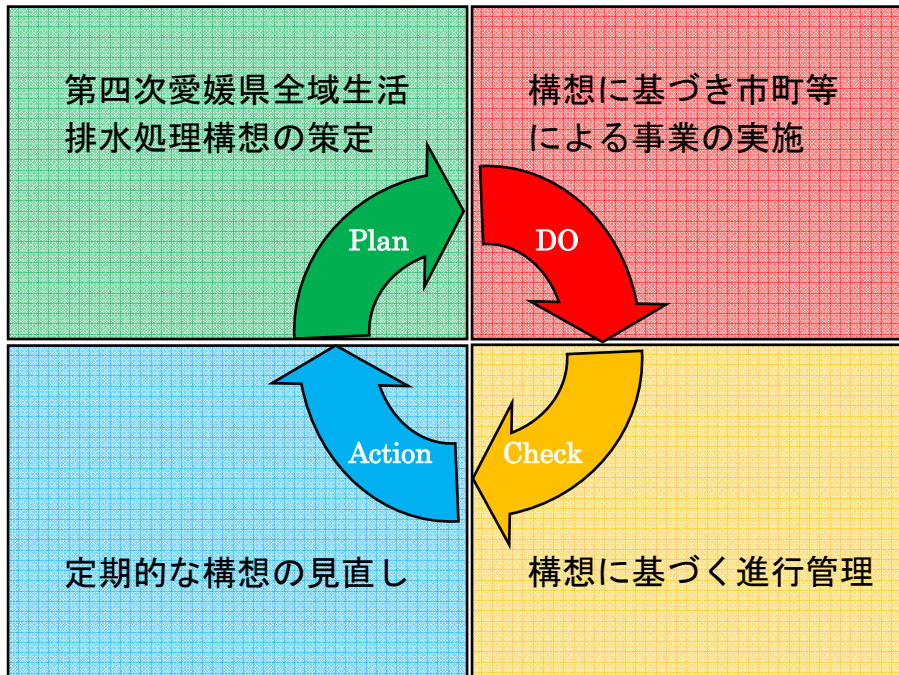 第四次愛媛県全域生活
排水処理構想の策定
Plan
構想に基づき市町等
による事業の実施
DO
Action
定期的な構想の見直し
Check
構想に基づく進行管理